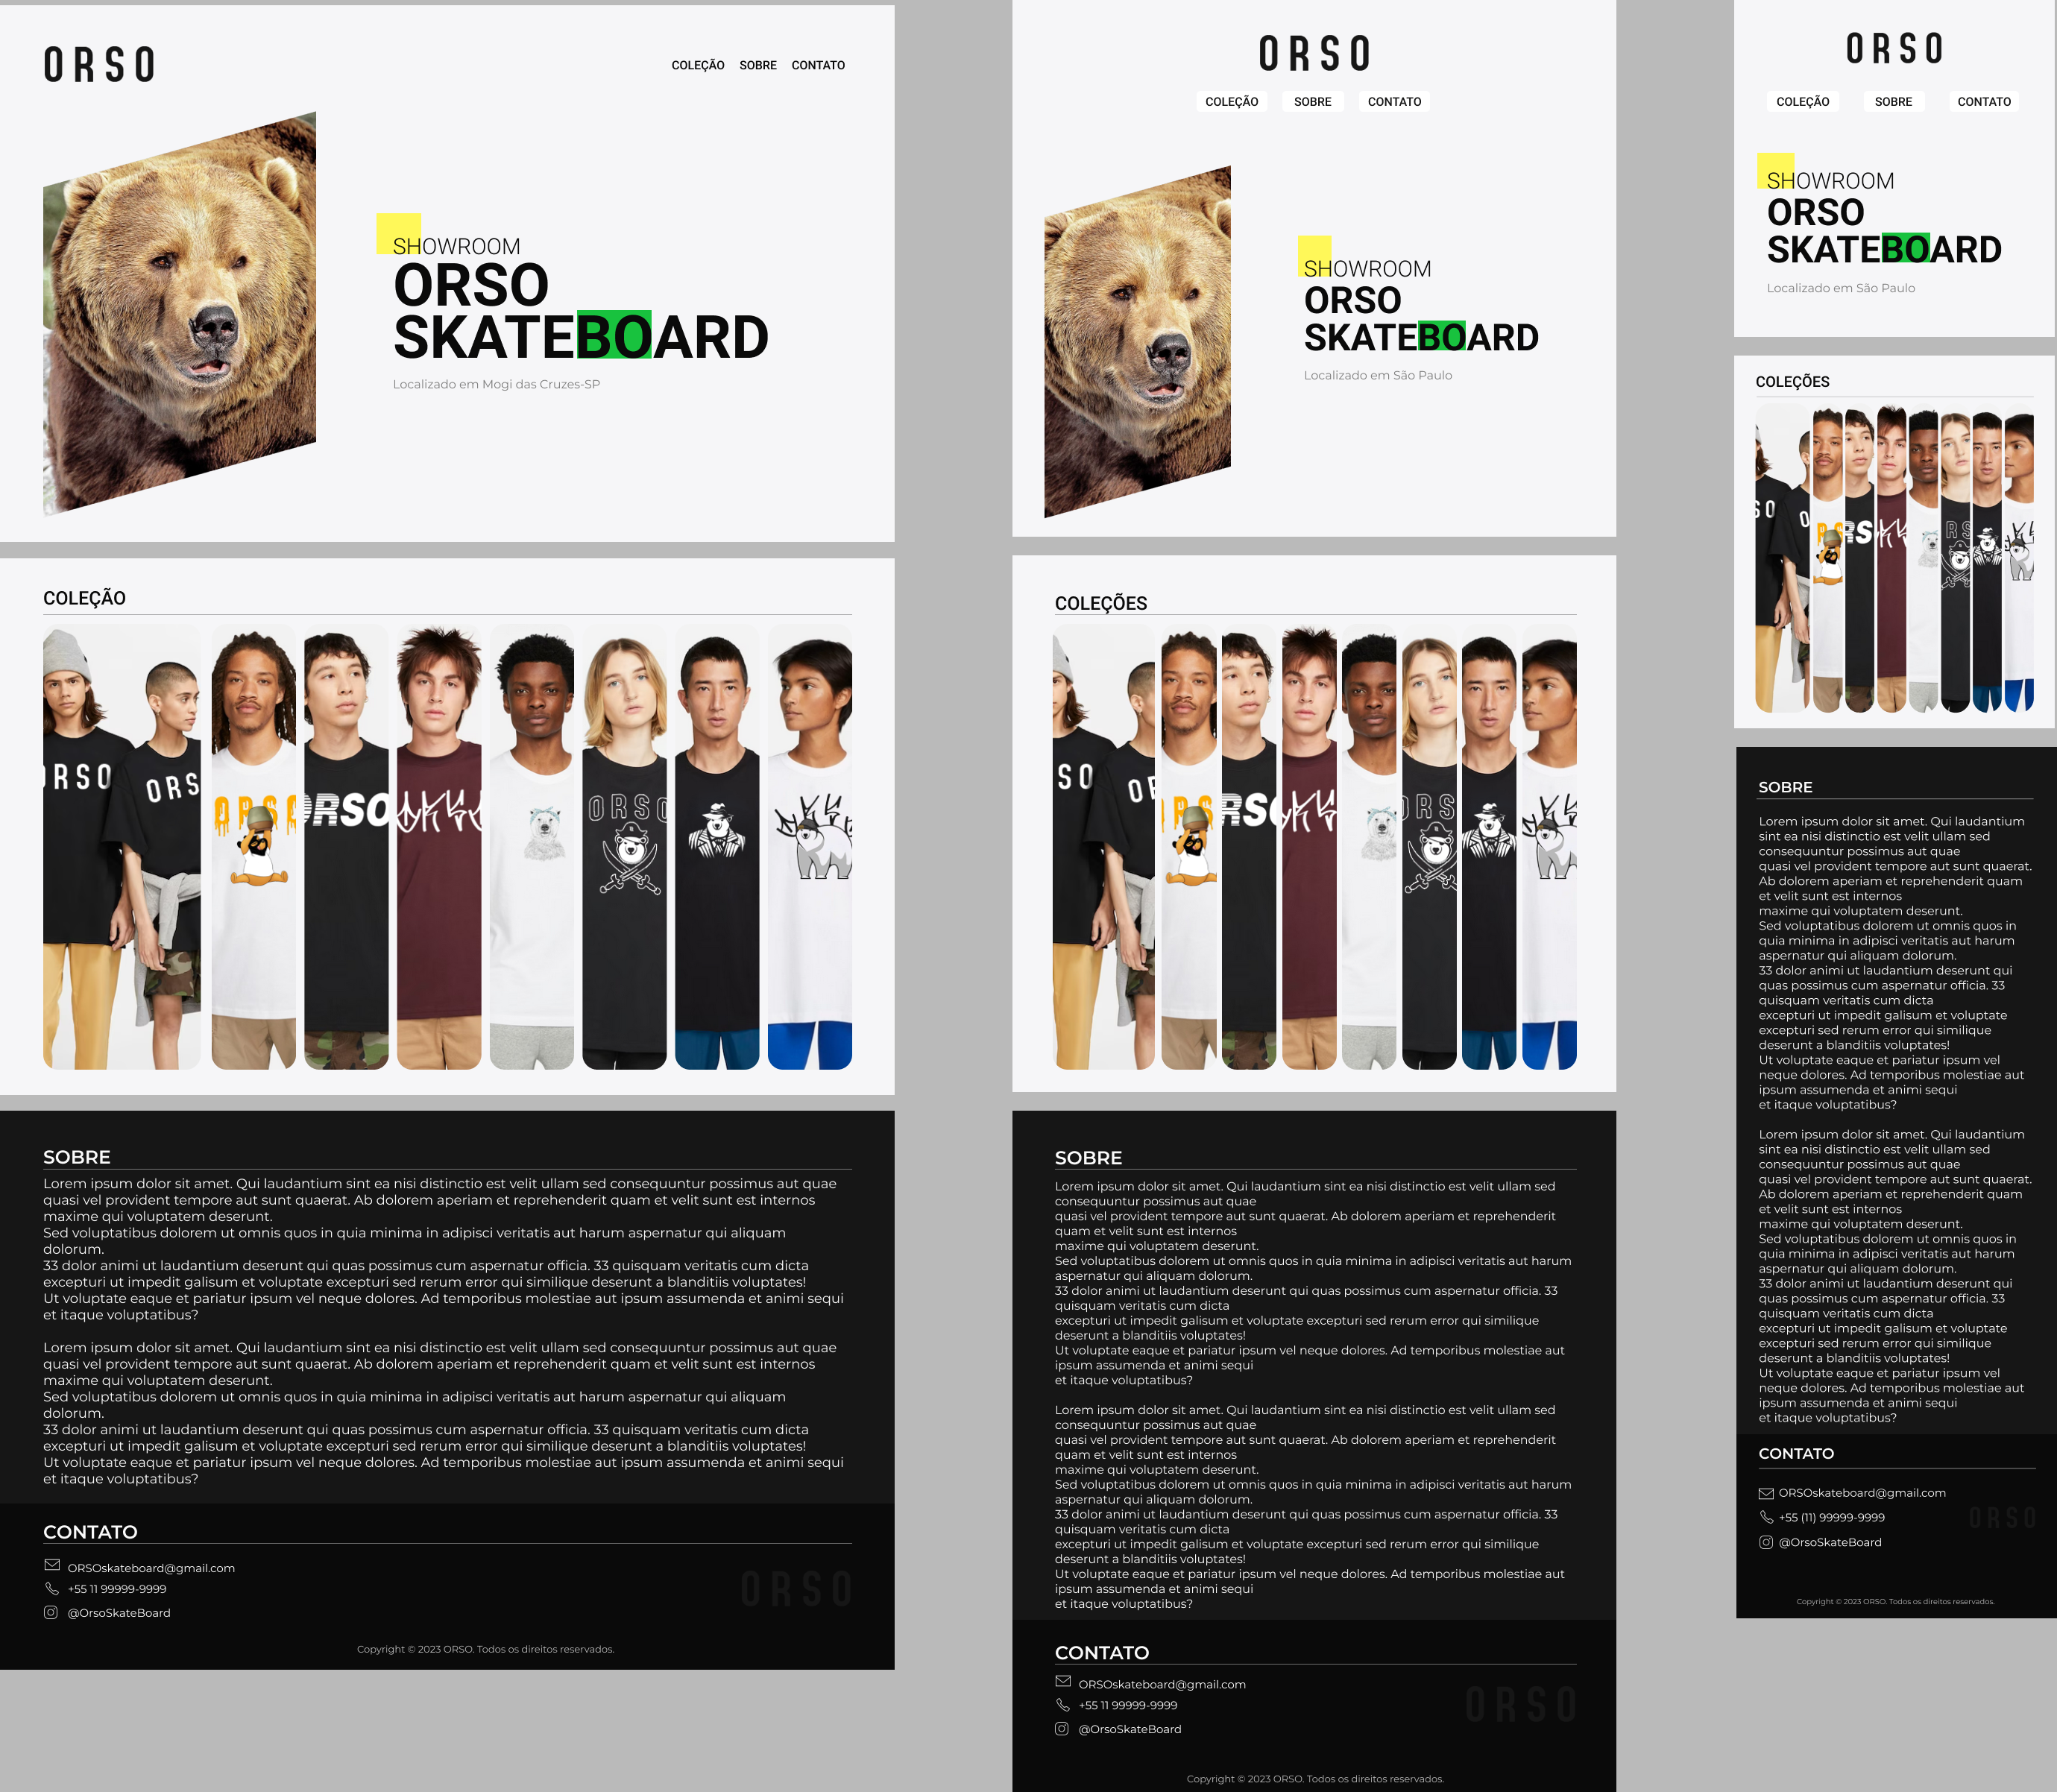 ORSO
COLEÇÃO SOBRE CONTATO
SHOWROOM
ORSO
SKATEBOARD
Localizado em Mogi das Cruzes-SP
COLEÇÃO
ORSO
ORS
ORSO
ORSO
ORSO
SOBRE
Lorem ipsum dolor sit amet. Qui laudantium sint ea nisi distinctio est velit ullam sed consequuntur possimus aut quae
quasi vel provident tempore aut sunt quaerat. Ab dolorem aperiam et reprehenderit quam et velit sunt est internos
maxime qui voluptatem deserunt.
Sed voluptatibus dolorem ut omnis quos in quia minima in adipisci veritatis aut harum aspernatur qui aliquam
dolorum.
33 dolor animi ut laudantium deserunt qui quas possimus cum aspernatur officia. 33 quisquam veritatis cum dicta
excepturi ut impedit galisum et voluptate excepturi sed rerum error qui similique deserunt a blanditiis voluptates!
Ut voluptate eaque et pariatur ipsum vel neque dolores. Ad temporibus molestiae aut ipsum assumenda et animi sequi
et itaque voluptatibus?
Lorem ipsum dolor sit amet. Qui laudantium sint ea nisi distinctio est velit ullam sed consequuntur possimus aut quae
quasi vel provident tempore aut sunt quaerat. Ab dolorem aperiam et reprehenderit quam et velit sunt est internos
maxime qui voluptatem deserunt.
Sed voluptatibus dolorem ut omnis quos in quia minima in adipisci veritatis aut harum aspernatur qui aliquam
dolorum.
33 dolor animi ut laudantium deserunt qui quas possimus cum aspernatur officia. 33 quisquam veritatis cum dicta
excepturi ut impedit galisum et voluptate excepturi sed rerum error qui similique deserunt a blanditiis voluptates!
Ut voluptate eaque et pariatur ipsum vel neque dolores. Ad temporibus molestiae aut ipsum assumenda et animi sequi
et itaque voluptatibus?
CONTATO
ORSOskateboard@gmail.com
+55 11 99999-9999
@OrsoSkateBoard
ORSO
Copyright © 2023 ORSO. Todos os direitos reservados.
ORSO
COLEÇÃO SOBRE CONTATO
SHOWROOM
ORSO
SKATEBOARD
Localizado em São Paulo
COLEÇÕES
SOBRE
Lorem ipsum dolor sit amet. Qui laudantium sint ea nisi distinctio est velit ullam sed
consequuntur possimus aut quae
quasi vel provident tempore aut sunt quaerat. Ab dolorem aperiam et reprehenderit
quam et velit sunt est internos
maxime qui voluptatem deserunt.
Sed voluptatibus dolorem ut omnis quos in quia minima in adipisci veritatis aut harum
aspernatur qui aliquam dolorum.
33 dolor animi ut laudantium deserunt qui quas possimus cum aspernatur officia. 33
quisquam veritatis cum dicta
excepturi ut impedit galisum et voluptate excepturi sed rerum error qui similique
deserunt a blanditiis voluptates!
Ut voluptate eaque et pariatur ipsum vel neque dolores. Ad temporibus molestiae aut
ipsum assumenda et animi sequi
et itaque voluptatibus?
Lorem ipsum dolor sit amet. Qui laudantium sint ea nisi distinctio est velit ullam sed
consequuntur possimus aut quae
quasi vel provident tempore aut sunt quaerat. Ab dolorem aperiam et reprehenderit
quam et velit sunt est internos
maxime qui voluptatem deserunt.
Sed voluptatibus dolorem ut omnis quos in quia minima in adipisci veritatis aut harum
aspernatur qui aliquam dolorum.
33 dolor animi ut laudantium deserunt qui quas possimus cum aspernatur officia. 33
quisquam veritatis cum dicta
excepturi ut impedit galisum et voluptate excepturi sed rerum error qui similique
deserunt a blanditiis voluptates!
Ut voluptate eaque et pariatur ipsum vel neque dolores. Ad temporibus molestiae aut
ipsum assumenda et animi sequi
et itaque voluptatibus?
CONTATO
ORSOskateboard@gmail.com
+55 11 99999-9999
@OrsoSkateBoard
ORSO
Copyright © 2023 ORSO. Todos os direitos reservados.
ORSO
COLEÇÃO SOBRE CONTATO
SHOWROOM
ORSO
SKATEBOARD
Localizado em São Paulo
COLEÇÕES
SOBRE
Lorem ipsum dolor sit amet. Qui laudantium
sint ea nisi distinctio est velit ullam sed
consequuntur possimus aut quae
quasi vel provident tempore aut sunt quaerat.
Ab dolorem aperiam et reprehenderit quam
et velit sunt est internos
maxime qui voluptatem deserunt.
Sed voluptatibus dolorem ut omnis quos in
quia minima in adipisci veritatis aut harum
aspernatur qui aliquam dolorum.
33 dolor animi ut laudantium deserunt qui
quas possimus cum aspernatur officia. 33
quisquam veritatis cum dicta
excepturi ut impedit galisum et voluptate
excepturi sed rerum error qui similique
deserunt a blanditiis voluptates!
Ut voluptate eaque et pariatur ipsum vel
neque dolores. Ad temporibus molestiae aut
ipsum assumenda et animi sequi
et itaque voluptatibus?
Lorem ipsum dolor sit amet. Qui laudantium
sint ea nisi distinctio est velit ullam sed
consequuntur possimus aut quae
quasi vel provident tempore aut sunt quaerat.
Ab dolorem aperiam et reprehenderit quam
et velit sunt est internos
maxime qui voluptatem deserunt.
Sed voluptatibus dolorem ut omnis quos in
quia minima in adipisci veritatis aut harum
aspernatur qui aliquam dolorum.
33 dolor animi ut laudantium deserunt qui
quas possimus cum aspernatur officia. 33
quisquam veritatis cum dicta
excepturi ut impedit galisum et voluptate
excepturi sed rerum error qui similique
deserunt a blanditiis voluptates!
Ut voluptate eaque et pariatur ipsum vel
neque dolores. Ad temporibus molestiae aut
ipsum assumenda et animi sequi
et itaque voluptatibus?
CONTATO
ORSOskateboard@gmail.com
+55 (11) 99999-9999
@OrsoSkateBoard
ORSO
Copyright © 2023 ORSO. Todos os direitos reservados.